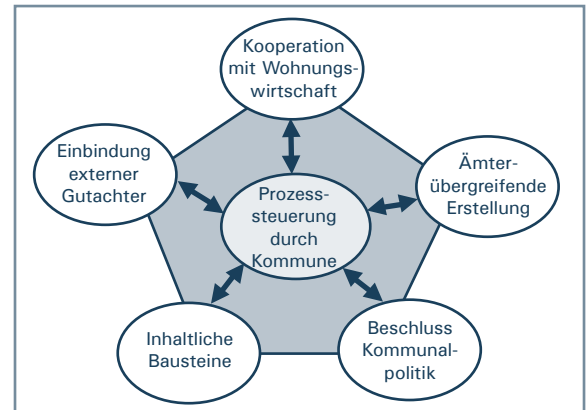 Kooperation
mit Wohnungs-
wirtschaft
Einbindung
externer
Gutachter
Ämter-
übergreifende
Erstellung
Prozess-
steuerung
durch
Kommune
Inhaltliche
Bausteine
Beschluss
Kommunal-
politik